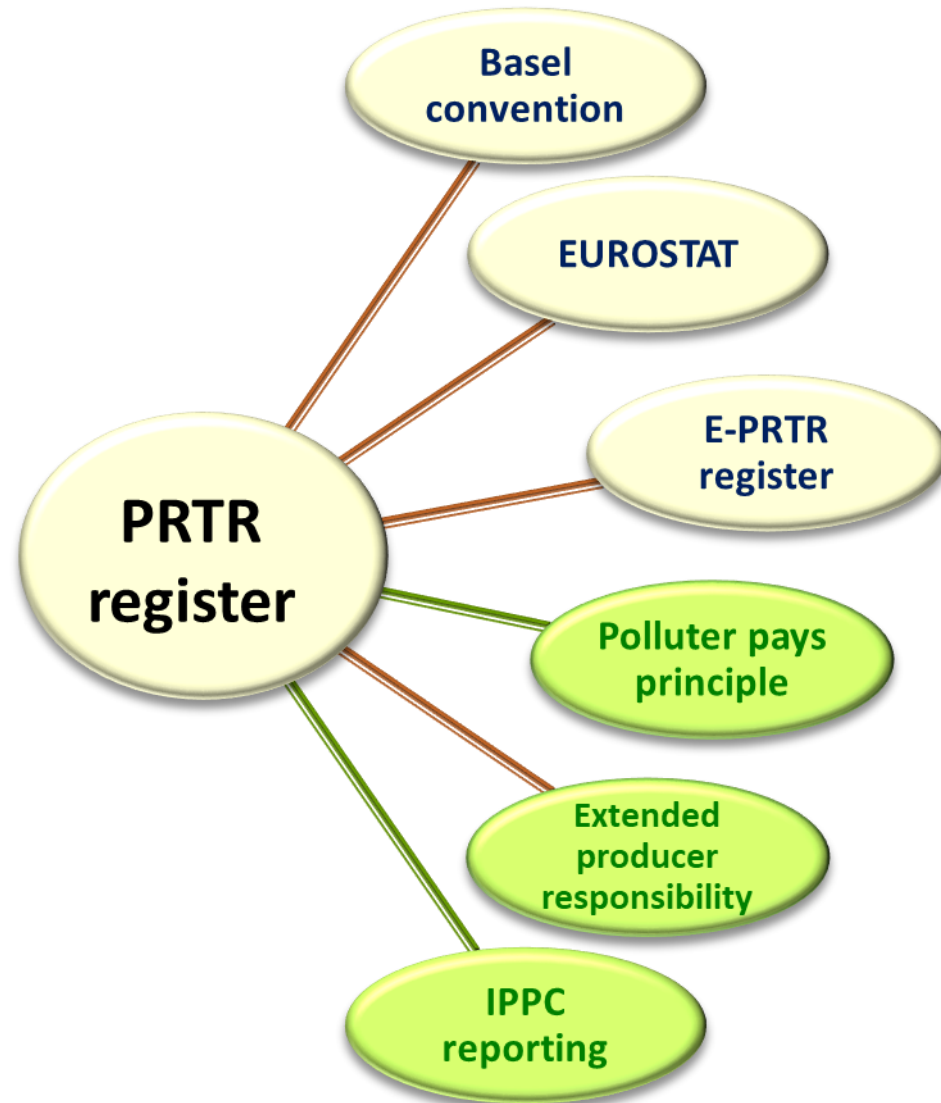 Basel
convention
EUROSTAT
E-PRTR
register
PRTR
register
Polluter pays
principle
Extended
producer
responsibility
IPPC
reporting